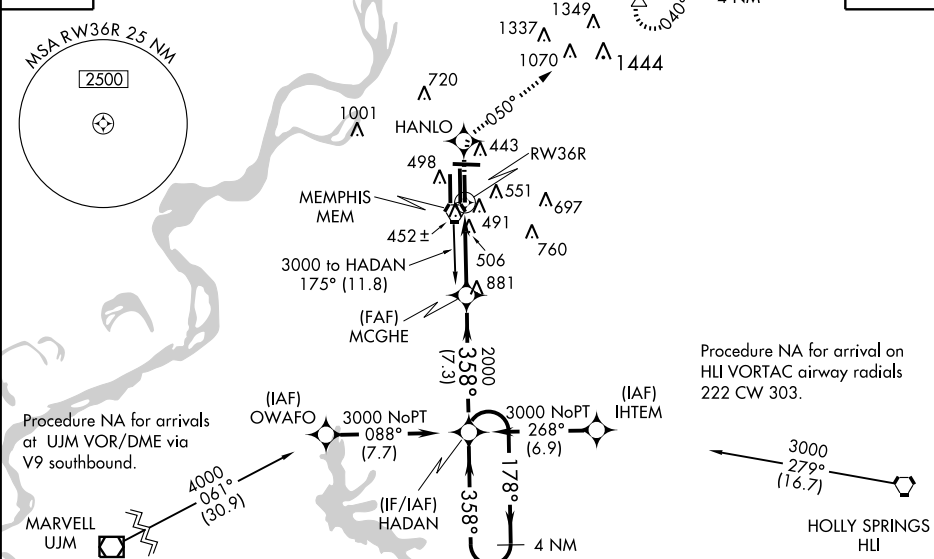 1349
4 NM
040°
1337
1070
1444
MSA RW36R 25 NM
2500
720
1001
050°
HANLO
443
RW36R
498
551
MEMPHIS
MEM
697
491
452±
760
506
3000 to HADAN
175° (11.8)
881
(FAF)
MCGHE
2000
358°
(7.3)
Procedure NA for arrival on
HLI VORTAC airway radials
222 CW 303.
(IAF)
OWAFO
(IAF)
IHTEM
Procedure NA for arrivals
at UJM VOR/DME via
V9 southbound.
3000 NoPT
088°
(7.7)
3000 NoPT
268°
(6.9)
4000
061°
(30.9)
3000
279°
(16.7)
(IF/IAF)
HADAN
358°
178°
MARVELL
UJM
4 NM
HOLLY SPRINGS
HLI